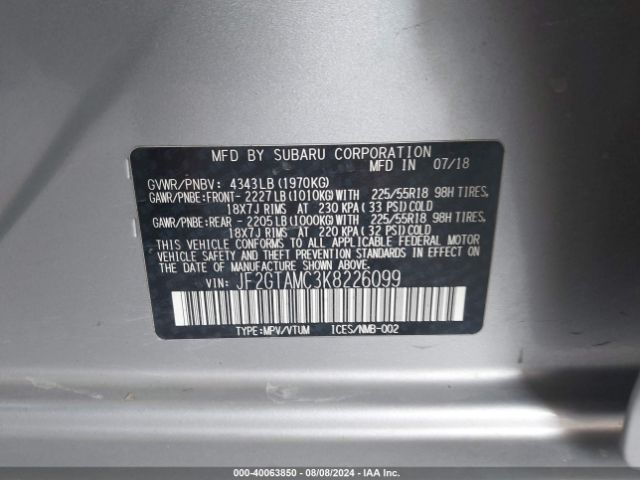 MFD BY SUBARU CORPORATION
MFD IN 07/18
GVWR/PNBV: 4343LB (1970KG)
GAWR/PNBE:FRONT- 2227LB (1010KG)WITH 225/55R18 98H TIRES,
18X7J RIMS AT 230 KPA (33 PSI)COLD
GAWR/PNBE:REAR - 2205LB (1000KG)WITH 225/55R18 98H TIRES,
18X7J RIMS AT 220 KPA (32 PSI)COLD
THIS VEHICLE CONFORMS TO ALL APPLICABLE FEDERAL MOTOR
VEHICLE SAFETY AND THEFT PREVENTION STANDARDS IN EFFECT
ON THE DATE OF MANUFACTURE SHOWN ABOVE.
VIN: JF2GTAMC3K8226099
TYPE:MPV/VTUM ICES/NMB-002
000-40063850 - 08/08/2024 - IAA Inc.